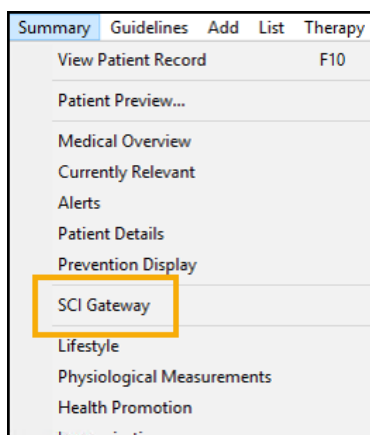 Summary Guidelines Add List Therapy
View Patient Record F10
Patient Preview...
Medical Overview
Currently Relevant
Alerts
Patient Details
Prevention Display
SCI Gateway
Lifestyle
Physiological Measurements
Health Promotion